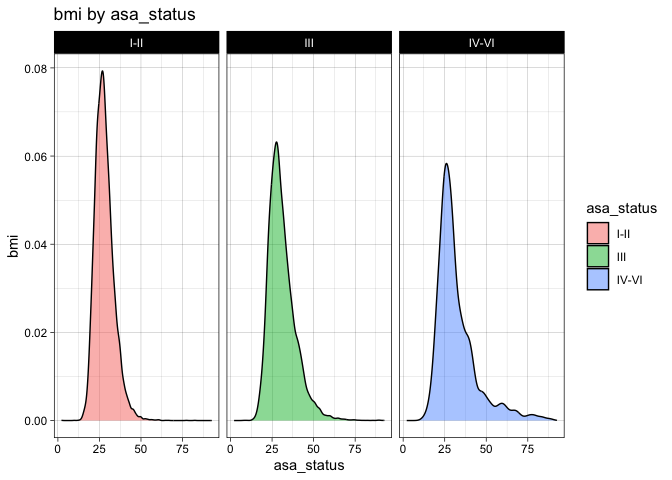 bmi by asa_status
I-II III IV-VI
0.08
0.06
0.04
0.02
0.00
bmi
0 25 50 75 0 25 50 75 0 25 50 75
asa_status
asa_status
I-II
III
IV-VI